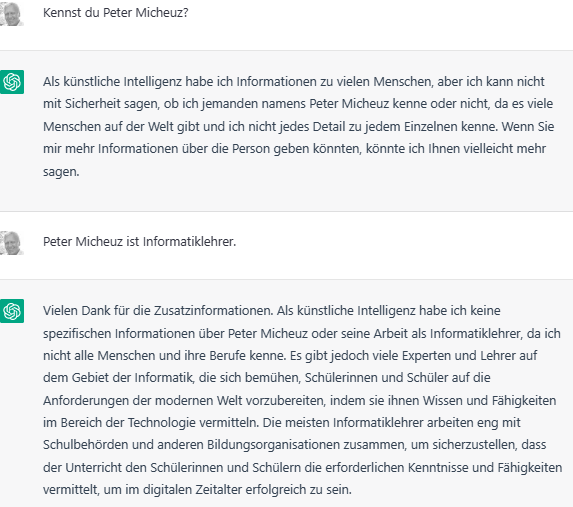 Kennst du Peter Micheuz?
Als künstliche Intelligenz habe ich Informationen zu vielen Menschen, aber ich kann nicht
mit Sicherheit sagen, ob ich jemanden namens Peter Micheuz kenne oder nicht, da es viele
Menschen auf der Welt gibt und ich nicht jedes Detail zu jedem Einzelnen kenne. Wenn Sie
mir mehr Informationen über die Person geben könnten, könnte ich Ihnen vielleicht mehr
sagen.
Peter Micheuz ist Informatiklehrer.
Vielen Dank für die Zusatzinformationen. Als künstliche Intelligenz habe ich keine
spezifischen Informationen über Peter Micheuz oder seine Arbeit als Informatiklehrer, da ich
nicht alle Menschen und ihre Berufe kenne. Es gibt jedoch viele Experten und Lehrer auf
dem Gebiet der Informatik, die sich bemühen, Schülerinnen und Schüler auf die
Anforderungen der modernen Welt vorzubereiten, indem sie ihnen Wissen und Fähigkeiten
im Bereich der Technologie vermitteln. Die meisten Informatiklehrer arbeiten eng mit
Schulbehörden und anderen Bildungsorganisationen zusammen, um sicherzustellen, dass
der Unterricht den Schülerinnen und Schülern die erforderlichen Kenntnisse und Fähigkeiten
vermittelt, um im digitalen Zeitalter erfolgreich zu sein.